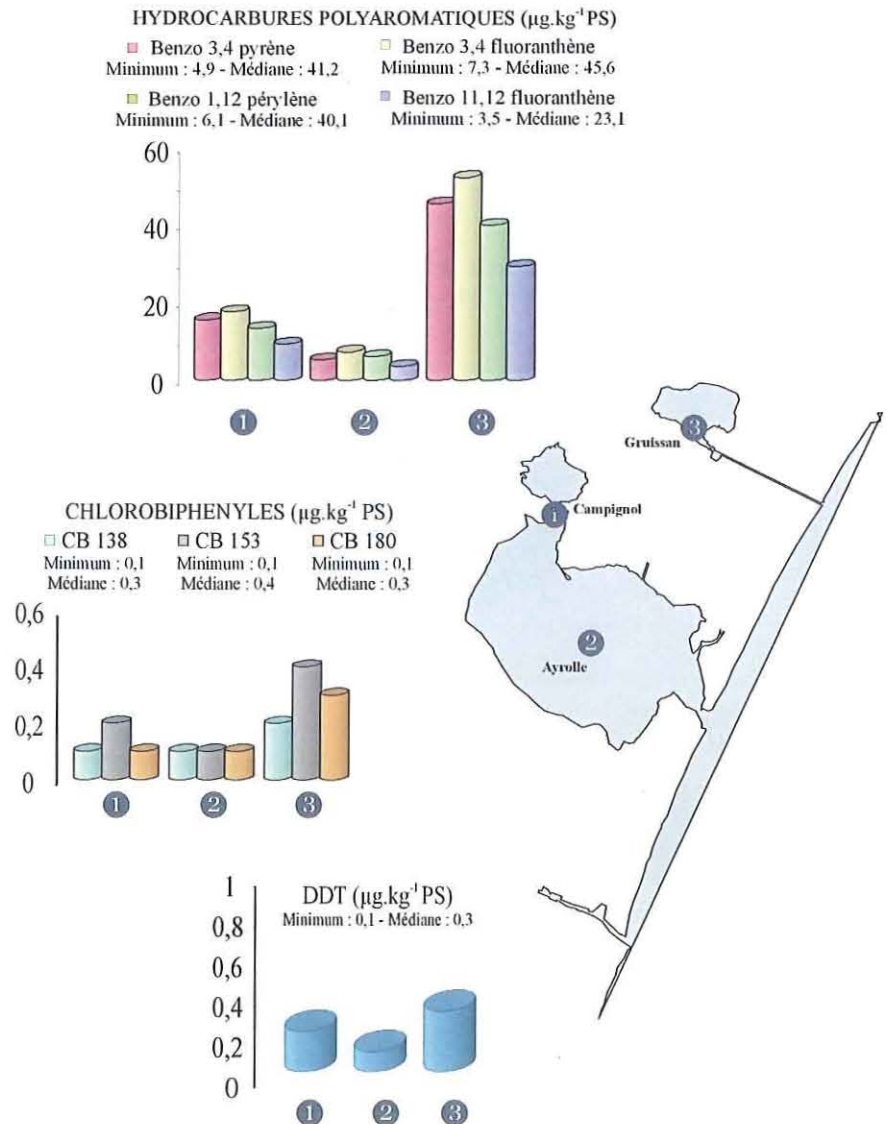 HYDROCARBURES POLYAROMATIQUES (µg.kg⁻¹ PS)
Benzo 3,4 pyrène
Minimum : 4,9 - Médiane : 41,2
Benzo 3,4 fluoranthène
Minimum : 7,3 - Médiane : 45,6
Benzo 1,12 pérylène
Minimum : 6,1 - Médiane : 40,1
Benzo 11,12 fluoranthène
Minimum : 3,5 - Médiane : 23,1
60
40
20
0
1 2 3
3
Gruissan
1 Campignol
2
Ayrolle
CHLOROBIPHENYLES (µg.kg⁻¹ PS)
CB 138
Minimum : 0,1
Médiane : 0,3
CB 153
Minimum : 0,1
Médiane : 0,4
CB 180
Minimum : 0,1
Médiane : 0,3
0,6
0,4
0,2
0
1 2 3
DDT (µg.kg⁻¹ PS)
Minimum : 0,1 - Médiane : 0,3
1
0,8
0,6
0,4
0,2
0
1 2 3